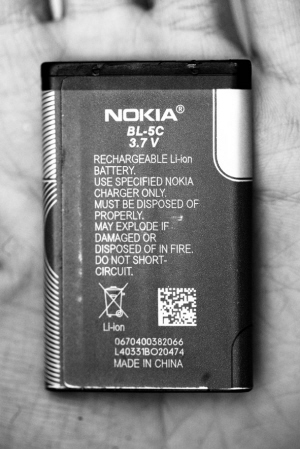 NOKIA®
BL-5C
3.7 V
RECHARGEABLE Li-ion
BATTERY.
USE SPECIFIED NOKIA
CHARGER ONLY.
MUST BE DISPOSED OF
PROPERLY.
MAY EXPLODE IF
DAMAGED OR
DISPOSED OF IN FIRE.
DO NOT SHORT-
CIRCUIT.
Li-ion
0670400382066
L40331BO20474
MADE IN CHINA